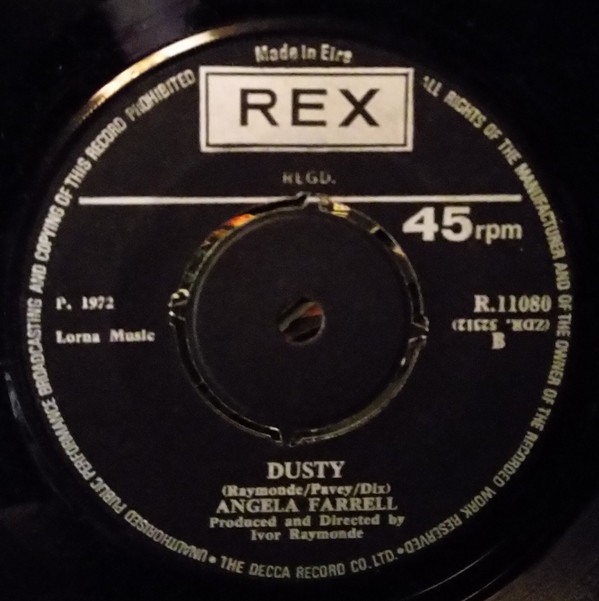 Made in Eire
REX
REGD.
45 rpm
P. 1972
Lorna Music
R.11080
(ZDR. 52312)
B
DUSTY
(Raymonde/Pavey/Dix)
ANGELA FARRELL
Produced and Directed by
Ivor Raymonde
ALL RIGHTS OF THE MANUFACTURER AND OF THE OWNER OF THE RECORDED WORK RESERVED • THE DECCA RECORD CO. LTD. • UNAUTHORISED PUBLIC PERFORMANCE BROADCASTING AND COPYING OF THIS RECORD PROHIBITED